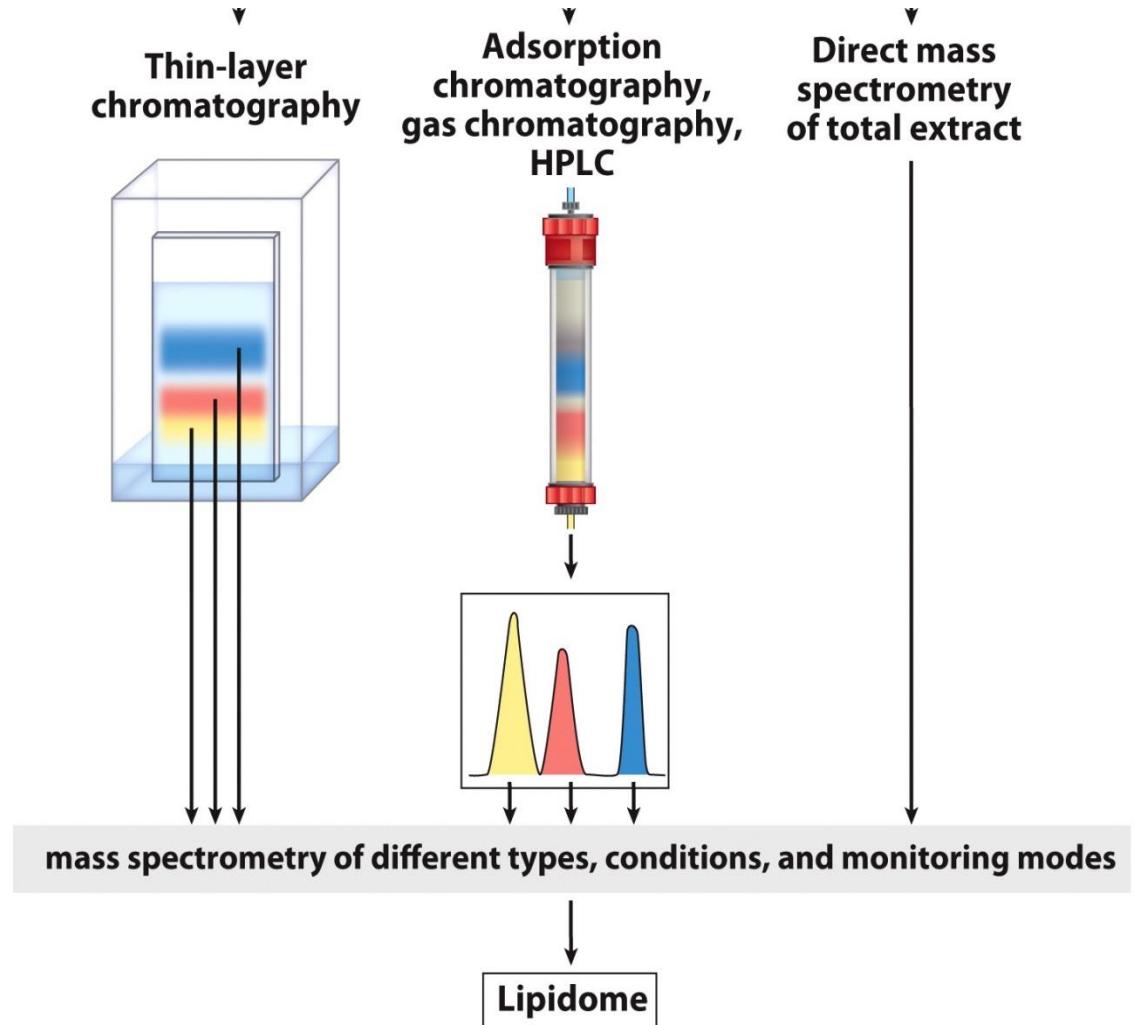 Thin-layer
chromatography
Adsorption
chromatography,
gas chromatography,
HPLC
Direct mass
spectrometry
of total extract
mass spectrometry of different types, conditions, and monitoring modes
Lipidome